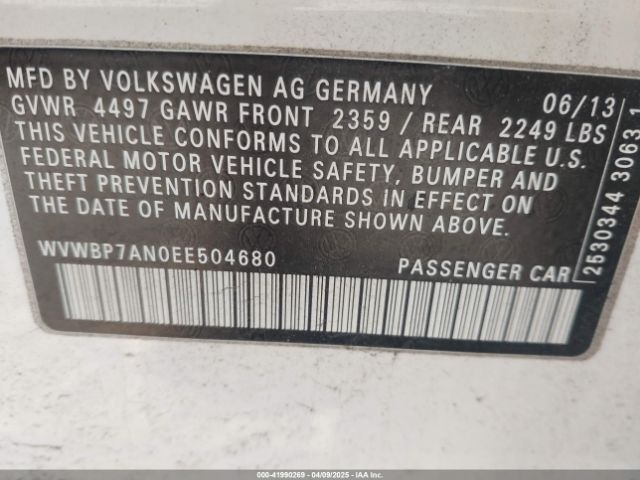 MFD BY VOLKSWAGEN AG GERMANY 06/13
GVWR 4497 GAWR FRONT 2359 / REAR 2249 LBS
THIS VEHICLE CONFORMS TO ALL APPLICABLE U.S.
FEDERAL MOTOR VEHICLE SAFETY, BUMPER AND
THEFT PREVENTION STANDARDS IN EFFECT ON
THE DATE OF MANUFACTURE SHOWN ABOVE.
WVWBP7AN0EE504680 PASSENGER CAR
2530344 3063
000-41990269 - 04/09/2025 - IAA Inc.